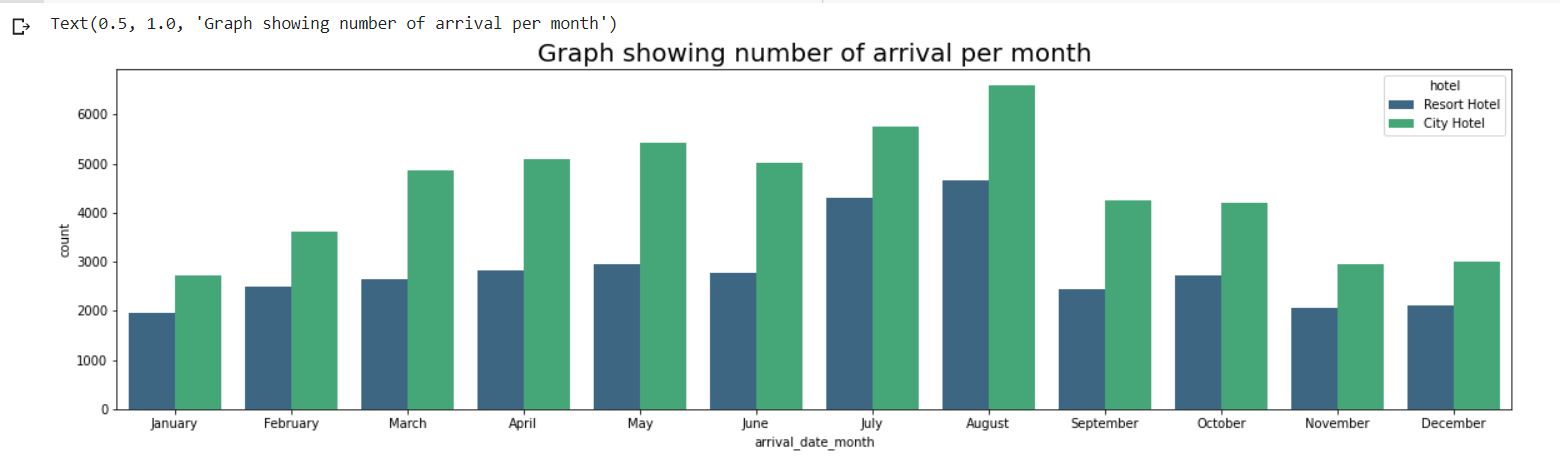 Text(0.5, 1.0, 'Graph showing number of arrival per month')
Graph showing number of arrival per month
hotel
Resort Hotel
City Hotel
6000
5000
4000
3000
2000
1000
0
count
January February March April May June July August September October November December
arrival_date_month